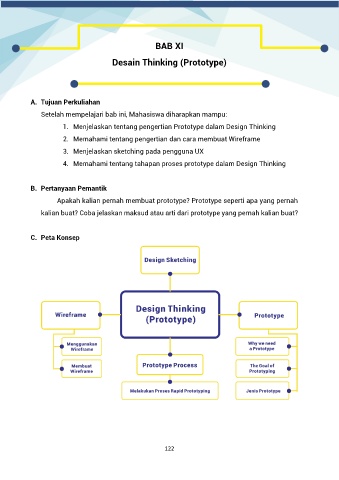 BAB XI
Desain Thinking (Prototype)
A. Tujuan Perkuliahan
Setelah mempelajari bab ini, Mahasiswa diharapkan mampu:
1. Menjelaskan tentang pengertian Prototype dalam Design Thinking
2. Memahami tentang pengertian dan cara membuat Wireframe
3. Menjelaskan sketching pada pengguna UX
4. Memahami tentang tahapan proses prototype dalam Design Thinking
B. Pertanyaan Pemantik
Apakah kalian pernah membuat prototype? Prototype seperti apa yang pernah
kalian buat? Coba jelaskan maksud atau arti dari prototype yang pernah kalian buat?
C. Peta Konsep
Design Sketching
Wireframe
Design Thinking
(Prototype)
Prototype
Menggunakan
Wireframe
Membuat
Wireframe
Prototype Process
Melakukan Proses Rapid Prototyping
Why we need
a Prototype
The Goal of
Prototyping
Jenis Prototype
122